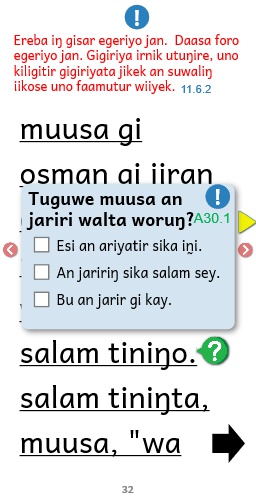 Ereba iŋ gisar egeriyo jan. Daasa foro
egeriyo jan. Gigiriya irnik utuŋire, uno
kiligitir gigiriyata jikek an suwaliŋ
iikose uno faamutur wiiyek. 11.6.2
muusa gi
osman gi jiran
Tuguwe muusa an
jariri walta woruŋ? A30.1
Esi an ariyatir sika iṉi.
An jaririŋ sika salam sey.
Bu an jarir gi kay.
salam tiniŋo.
salam tiniŋta,
muusa, "wa
32